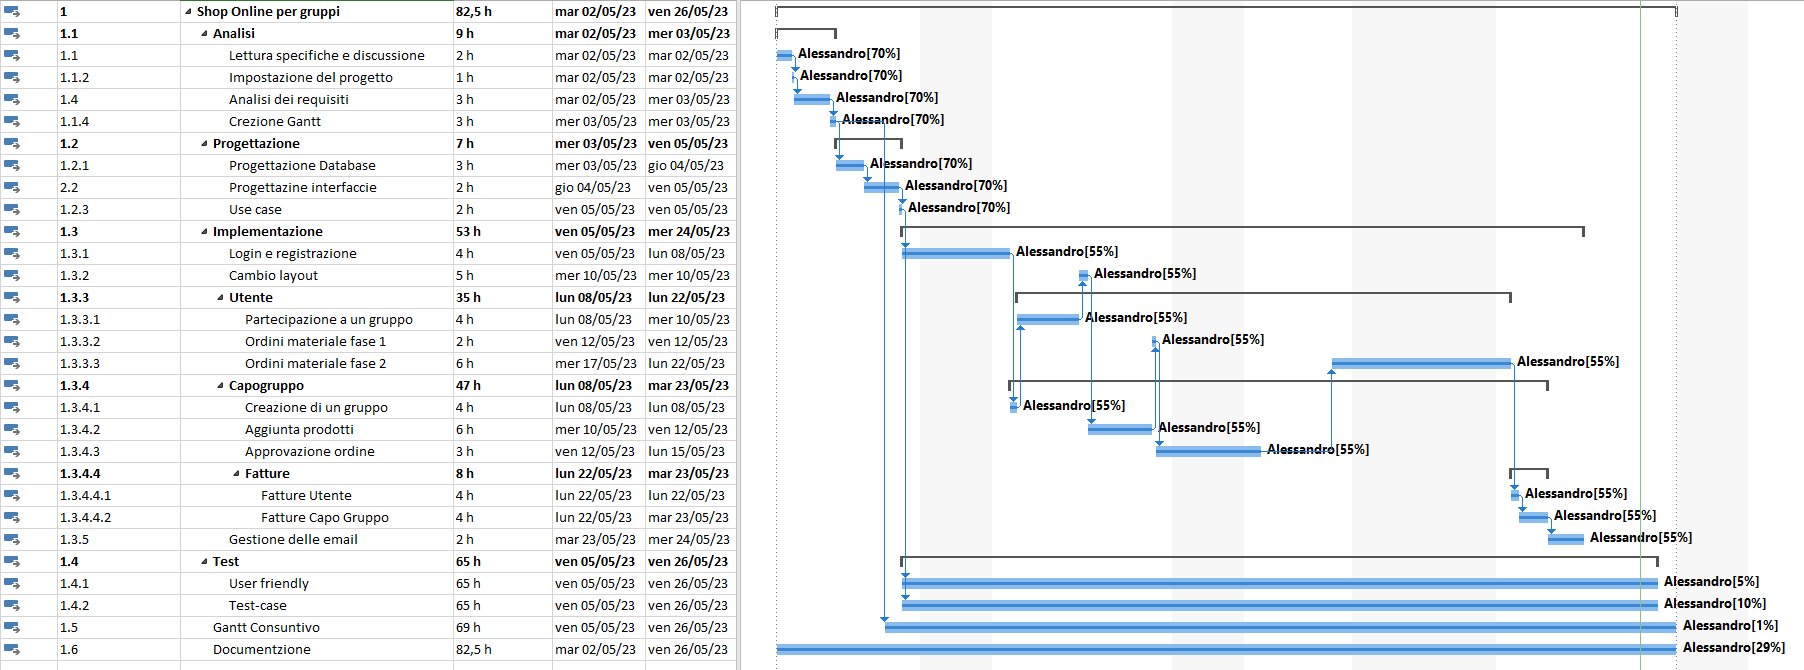 1 Shop Online per gruppi 82,5 h mar 02/05/23 ven 26/05/23
1.1 Analisi 9 h mar 02/05/23 mer 03/05/23
1.1 Lettura specifiche e discussione 2 h mar 02/05/23 mar 02/05/23 Alessandro[70%]
1.1.2 Impostazione del progetto 1 h mar 02/05/23 mar 02/05/23 Alessandro[70%]
1.4 Analisi dei requisiti 3 h mar 02/05/23 mer 03/05/23 Alessandro[70%]
1.1.4 Crezione Gantt 3 h mer 03/05/23 mer 03/05/23 Alessandro[70%]
1.2 Progettazione 7 h mer 03/05/23 ven 05/05/23
1.2.1 Progettazione Database 3 h mer 03/05/23 gio 04/05/23 Alessandro[70%]
2.2 Progettazine interfaccie 2 h gio 04/05/23 ven 05/05/23 Alessandro[70%]
1.2.3 Use case 2 h ven 05/05/23 ven 05/05/23 Alessandro[70%]
1.3 Implementazione 53 h ven 05/05/23 mer 24/05/23
1.3.1 Login e registrazione 4 h ven 05/05/23 lun 08/05/23 Alessandro[55%]
1.3.2 Cambio layout 5 h mer 10/05/23 mer 10/05/23 Alessandro[55%]
1.3.3 Utente 35 h lun 08/05/23 lun 22/05/23
1.3.3.1 Partecipazione a un gruppo 4 h lun 08/05/23 mer 10/05/23 Alessandro[55%]
1.3.3.2 Ordini materiale fase 1 2 h ven 12/05/23 ven 12/05/23 Alessandro[55%]
1.3.3.3 Ordini materiale fase 2 6 h mer 17/05/23 lun 22/05/23 Alessandro[55%]
1.3.4 Capogruppo 47 h lun 08/05/23 mar 23/05/23
1.3.4.1 Creazione di un gruppo 4 h lun 08/05/23 lun 08/05/23 Alessandro[55%]
1.3.4.2 Aggiunta prodotti 6 h mer 10/05/23 ven 12/05/23 Alessandro[55%]
1.3.4.3 Approvazione ordine 3 h ven 12/05/23 lun 15/05/23 Alessandro[55%]
1.3.4.4 Fatture 8 h lun 22/05/23 mar 23/05/23
1.3.4.4.1 Fatture Utente 4 h lun 22/05/23 lun 22/05/23 Alessandro[55%]
1.3.4.4.2 Fatture Capo Gruppo 4 h lun 22/05/23 mar 23/05/23 Alessandro[55%]
1.3.5 Gestione delle email 2 h mar 23/05/23 mer 24/05/23 Alessandro[55%]
1.4 Test 65 h ven 05/05/23 ven 26/05/23
1.4.1 User friendly 65 h ven 05/05/23 ven 26/05/23 Alessandro[5%]
1.4.2 Test-case 65 h ven 05/05/23 ven 26/05/23 Alessandro[10%]
1.5 Gantt Consuntivo 69 h ven 05/05/23 ven 26/05/23 Alessandro[1%]
1.6 Documentzione 82,5 h mar 02/05/23 ven 26/05/23 Alessandro[29%]